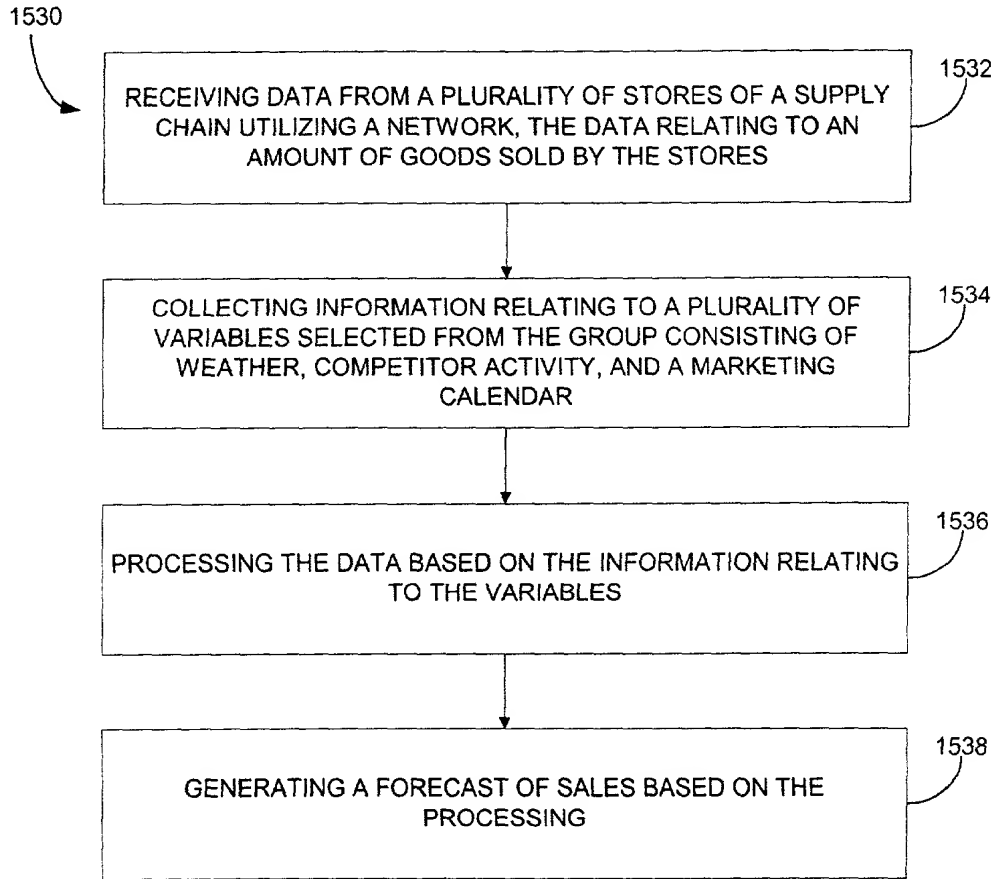 1530
1532
RECEIVING DATA FROM A PLURALITY OF STORES OF A SUPPLY
CHAIN UTILIZING A NETWORK, THE DATA RELATING TO AN
AMOUNT OF GOODS SOLD BY THE STORES
1534
COLLECTING INFORMATION RELATING TO A PLURALITY OF
VARIABLES SELECTED FROM THE GROUP CONSISTING OF
WEATHER, COMPETITOR ACTIVITY, AND A MARKETING
CALENDAR
1536
PROCESSING THE DATA BASED ON THE INFORMATION RELATING
TO THE VARIABLES
1538
GENERATING A FORECAST OF SALES BASED ON THE
PROCESSING